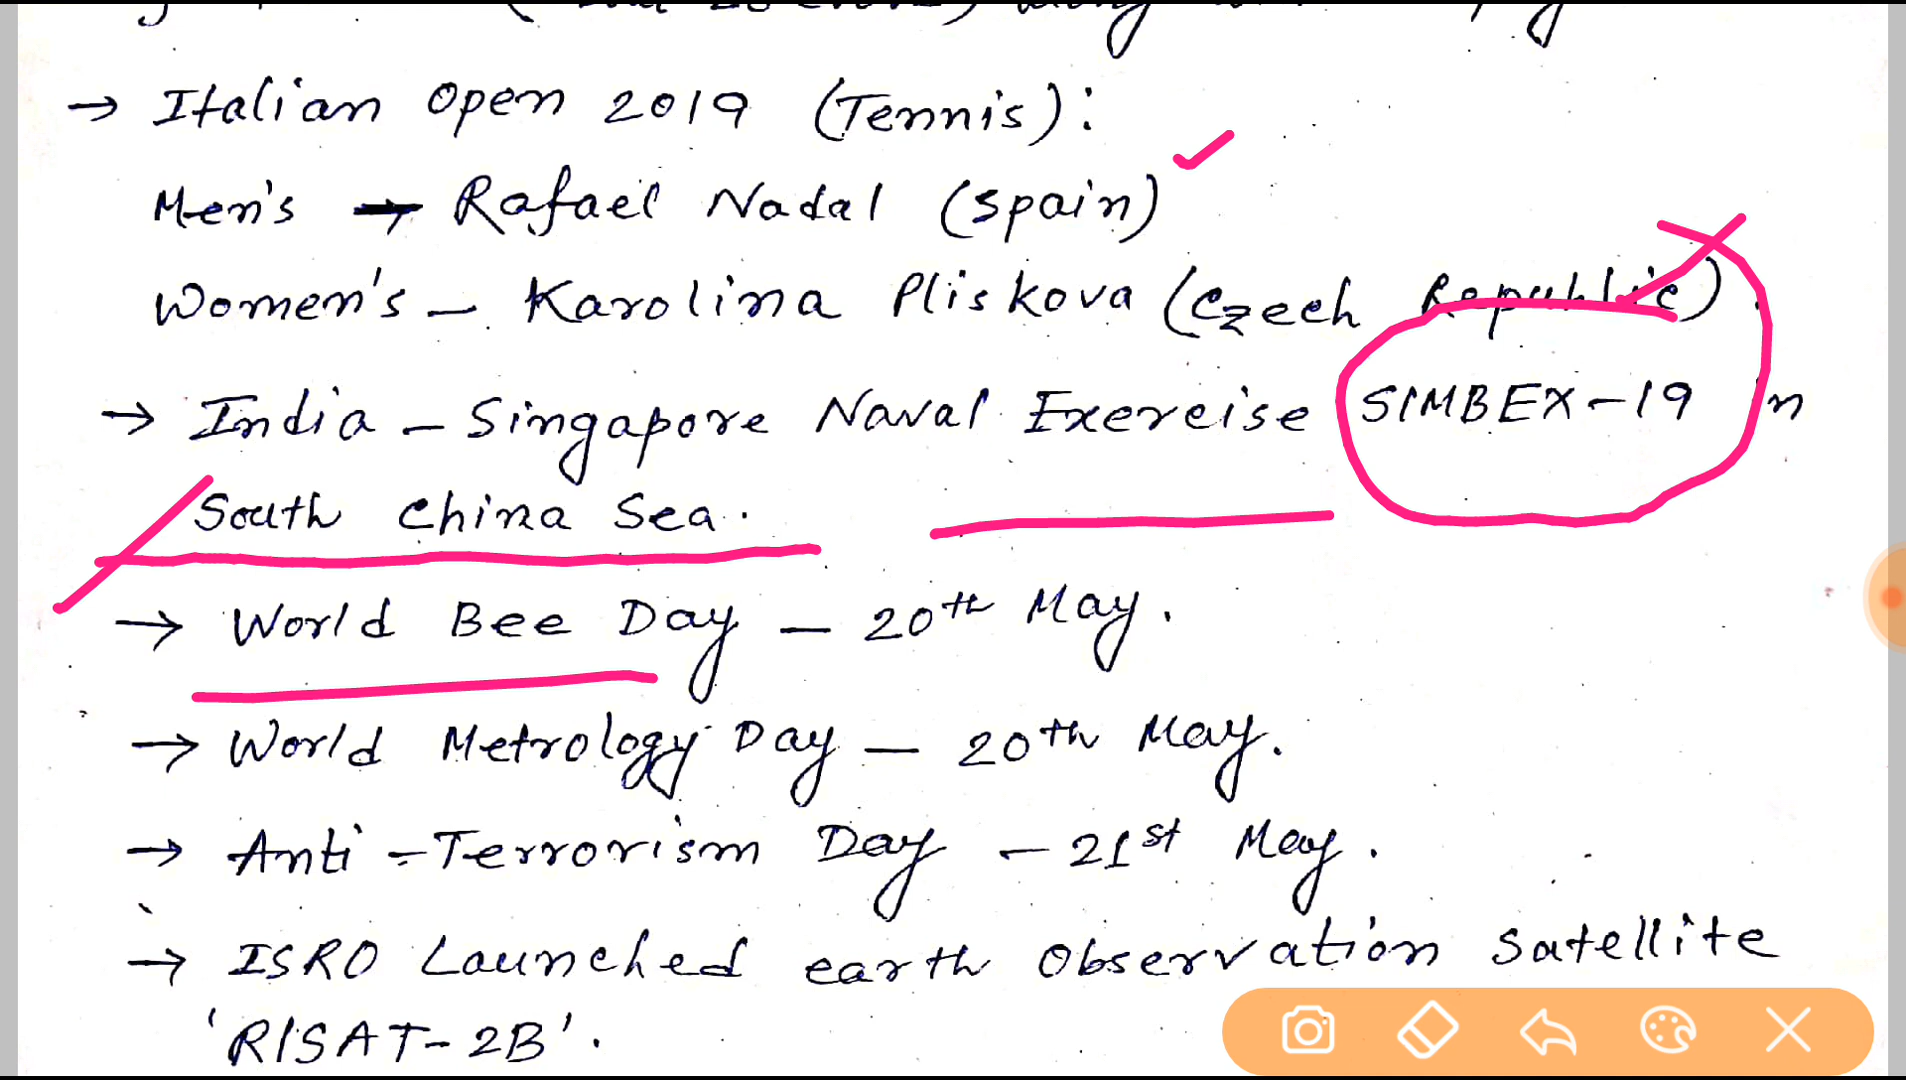 → Italian Open 2019 (Tennis):
Men's → Rafael Nadal (Spain)
Women's – Karolina Pliskova (Czech Republic).
→ India – Singapore Naval Exercise SIMBEX-19 in
South China Sea.
→ World Bee Day – 20th May.
→ World Metrology Day – 20th May.
→ Anti-Terrorism Day – 21st May.
→ ISRO Launched earth observation satellite
'RISAT-2B'.